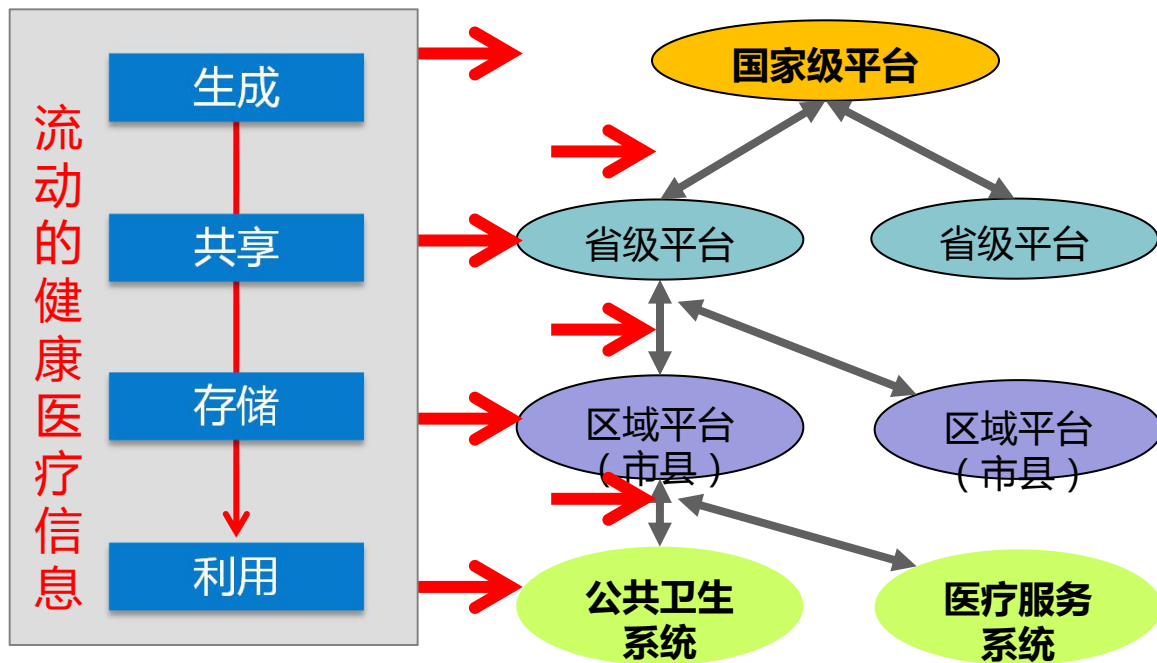 流动的健康医疗信息
生成
共享
存储
利用
国家级平台
省级平台
省级平台
区域平台
（市县）
区域平台
（市县）
公共卫生
系统
医疗服务
系统